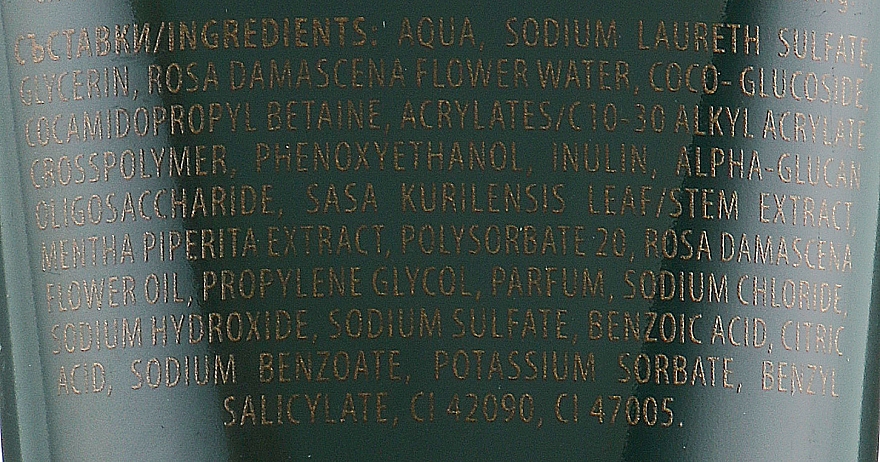 СЪСТАВКИ/INGREDIENTS: AQUA, SODIUM LAURETH SULFATE,
GLYCERIN, ROSA DAMASCENA FLOWER WATER, COCO-GLUCOSIDE,
COCAMIDOPROPYL BETAINE, ACRYLATES/C10-30 ALKYL ACRYLATE
CROSSPOLYMER, PHENOXYETHANOL, INULIN, ALPHA-GLUCAN
OLIGOSACCHARIDE, SASA KURILENSIS LEAF/STEM EXTRACT,
MENTHA PIPERITA EXTRACT, POLYSORBATE 20, ROSA DAMASCENA
FLOWER OIL, PROPYLENE GLYCOL, PARFUM, SODIUM CHLORIDE,
SODIUM HYDROXIDE, SODIUM SULFATE, BENZOIC ACID, CITRIC
ACID, SODIUM BENZOATE, POTASSIUM SORBATE, BENZYL
SALICYLATE, CI 42090, CI 47005.